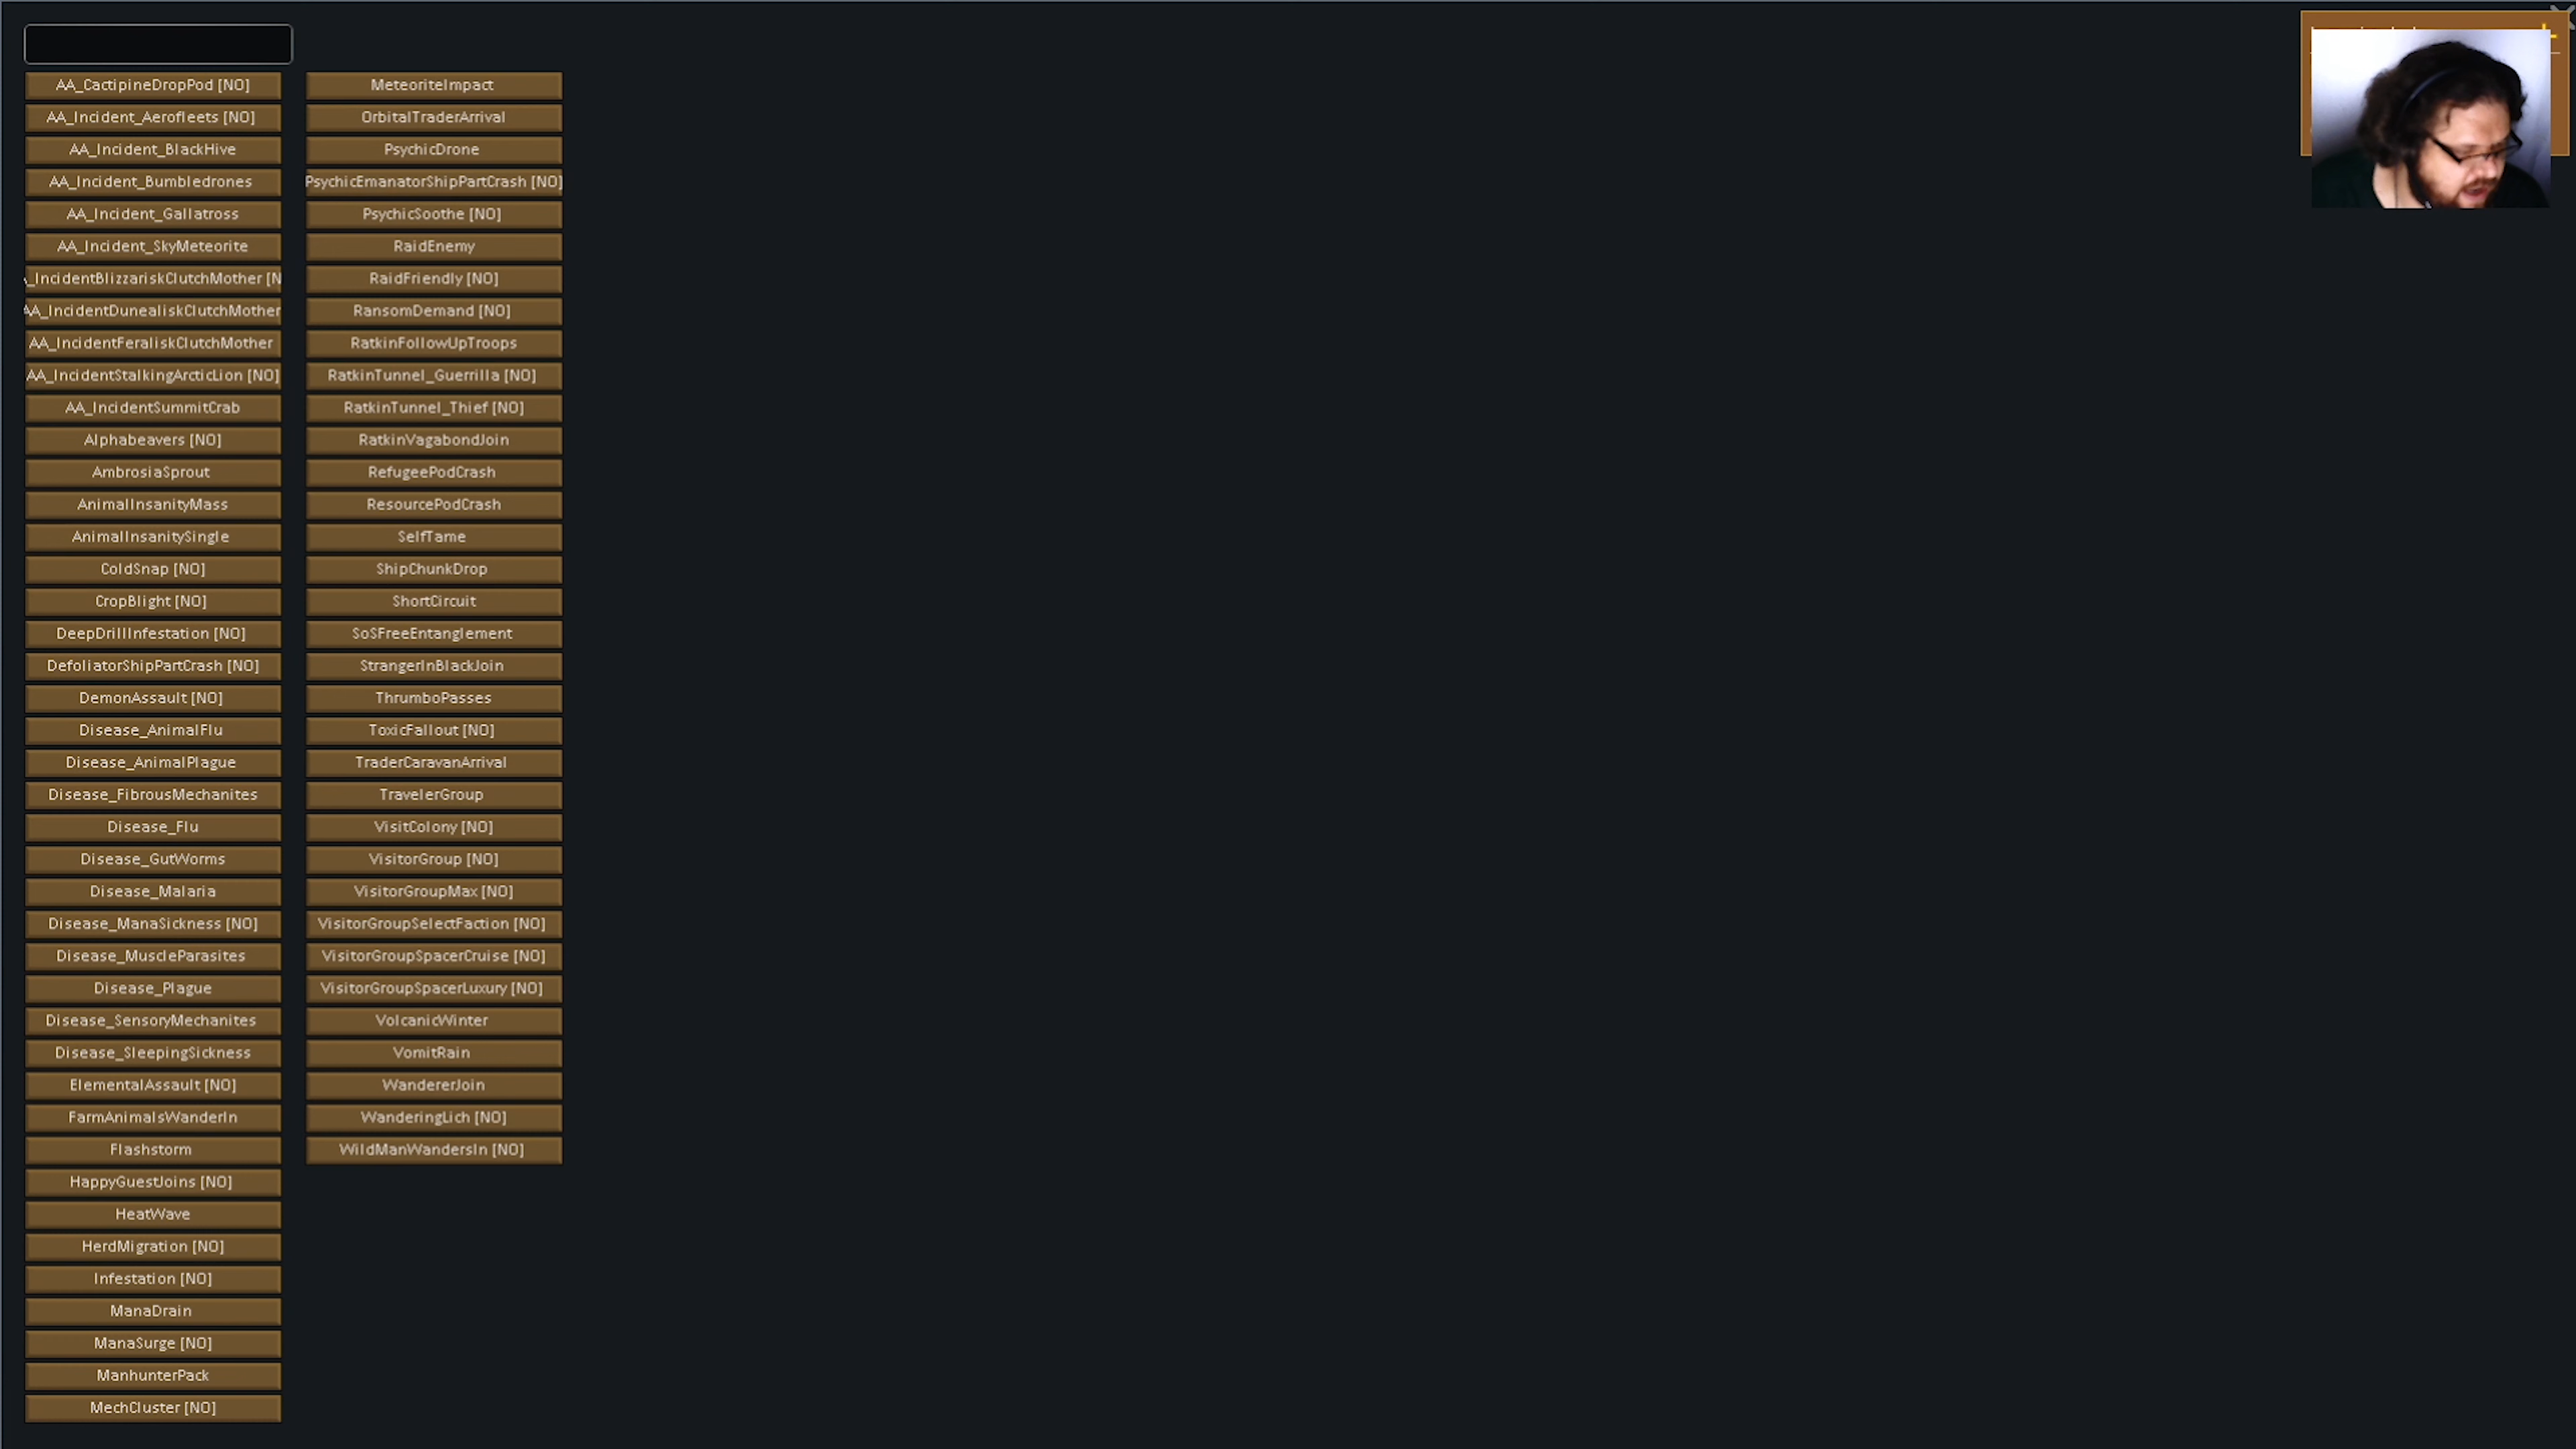 AA_CactipineDropPod [NO]
AA_Incident_Aerofleets [NO]
AA_Incident_BlackHive
AA_Incident_Bumbledrones
AA_Incident_Gallatross
AA_Incident_SkyMeteorite
_IncidentBlizzariskClutchMother [N
AA_IncidentDunealiskClutchMother
AA_IncidentFeraliskClutchMother
AA_IncidentStalkingArcticLion [NO]
AA_IncidentSummitCrab
Alphabeavers [NO]
AmbrosiaSprout
AnimalInsanityMass
AnimalInsanitySingle
ColdSnap [NO]
CropBlight [NO]
DeepDrillInfestation [NO]
DefoliatorShipPartCrash [NO]
DemonAssault [NO]
Disease_AnimalFlu
Disease_AnimalPlague
Disease_FibrousMechanites
Disease_Flu
Disease_GutWorms
Disease_Malaria
Disease_ManaSickness [NO]
Disease_MuscleParasites
Disease_Plague
Disease_SensoryMechanites
Disease_SleepingSickness
ElementalAssault [NO]
FarmAnimalsWanderIn
Flashstorm
HappyGuestJoins [NO]
HeatWave
HerdMigration [NO]
Infestation [NO]
ManaDrain
ManaSurge [NO]
ManhunterPack
MechCluster [NO]
MeteoriteImpact
OrbitalTraderArrival
PsychicDrone
PsychicEmanatorShipPartCrash [NO]
PsychicSoothe [NO]
RaidEnemy
RaidFriendly [NO]
RansomDemand [NO]
RatkinFollowUpTroops
RatkinTunnel_Guerrilla [NO]
RatkinTunnel_Thief [NO]
RatkinVagabondJoin
RefugeePodCrash
ResourcePodCrash
SelfTame
ShipChunkDrop
ShortCircuit
SoSFreeEntanglement
StrangerInBlackJoin
ThrumboPasses
ToxicFallout [NO]
TraderCaravanArrival
TravelerGroup
VisitColony [NO]
VisitorGroup [NO]
VisitorGroupMax [NO]
VisitorGroupSelectFaction [NO]
VisitorGroupSpacerCruise [NO]
VisitorGroupSpacerLuxury [NO]
VolcanicWinter
VomitRain
WandererJoin
WanderingLich [NO]
WildManWandersIn [NO]